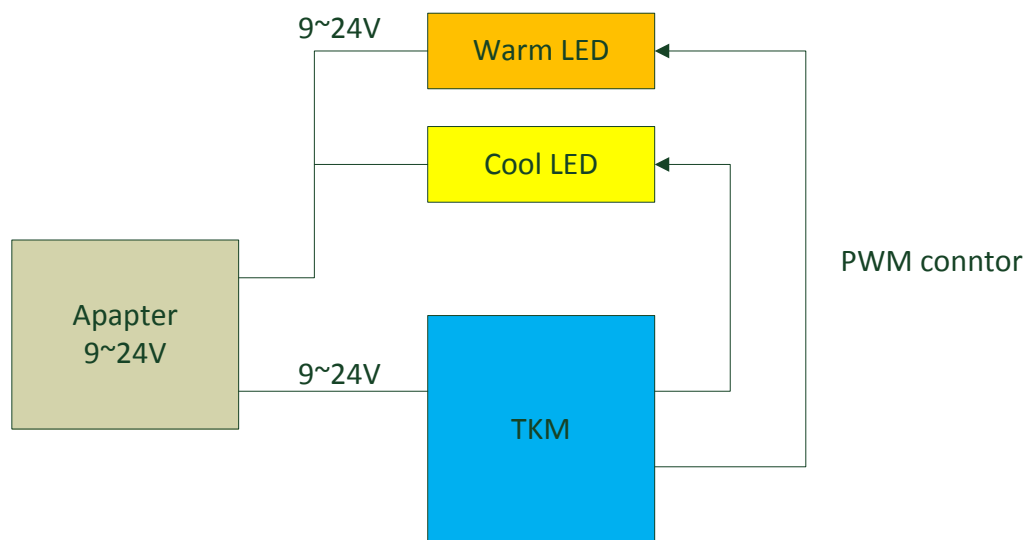 9~24V
Warm LED
Cool LED
PWM conntor
Apapter
9~24V
9~24V
TKM